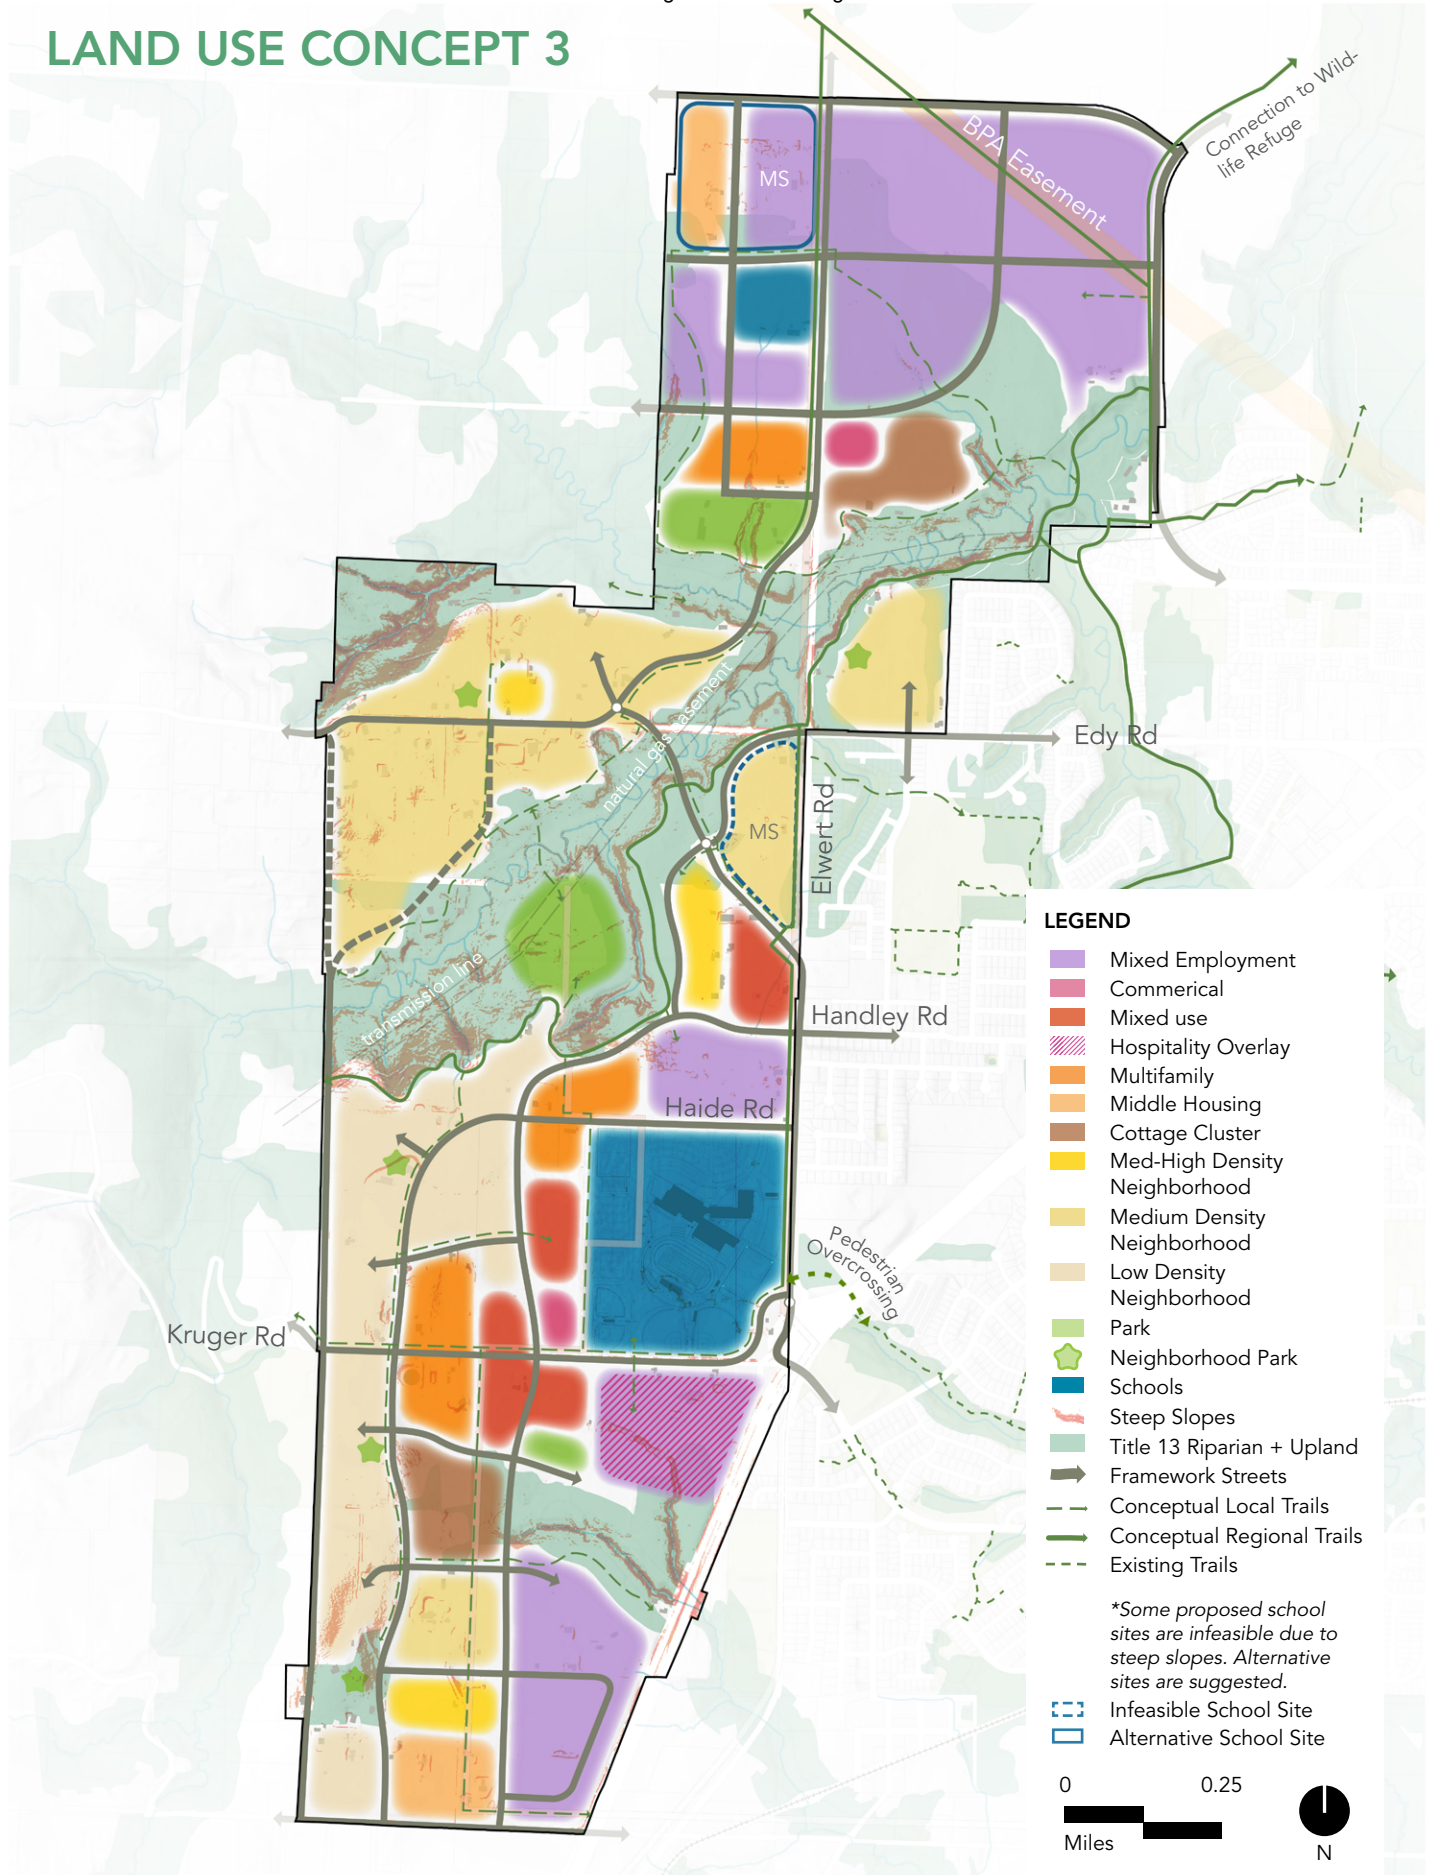 LAND USE CONCEPT 3
BPA Easement
Connection to Wild-
life Refuge
MS
natural gas easement
Edy Rd
MS
Elwert Rd
transmission line
Handley Rd
Haide Rd
Pedestrian
Overcrossing
Kruger Rd
LEGEND
Mixed Employment
Commerical
Mixed use
Hospitality Overlay
Multifamily
Middle Housing
Cottage Cluster
Med-High Density
Neighborhood
Medium Density
Neighborhood
Low Density
Neighborhood
Park
Neighborhood Park
Schools
Steep Slopes
Title 13 Riparian + Upland
Framework Streets
Conceptual Local Trails
Conceptual Regional Trails
Existing Trails
*Some proposed school
sites are infeasible due to
steep slopes. Alternative
sites are suggested.
Infeasible School Site
Alternative School Site
0 0.25
Miles
N